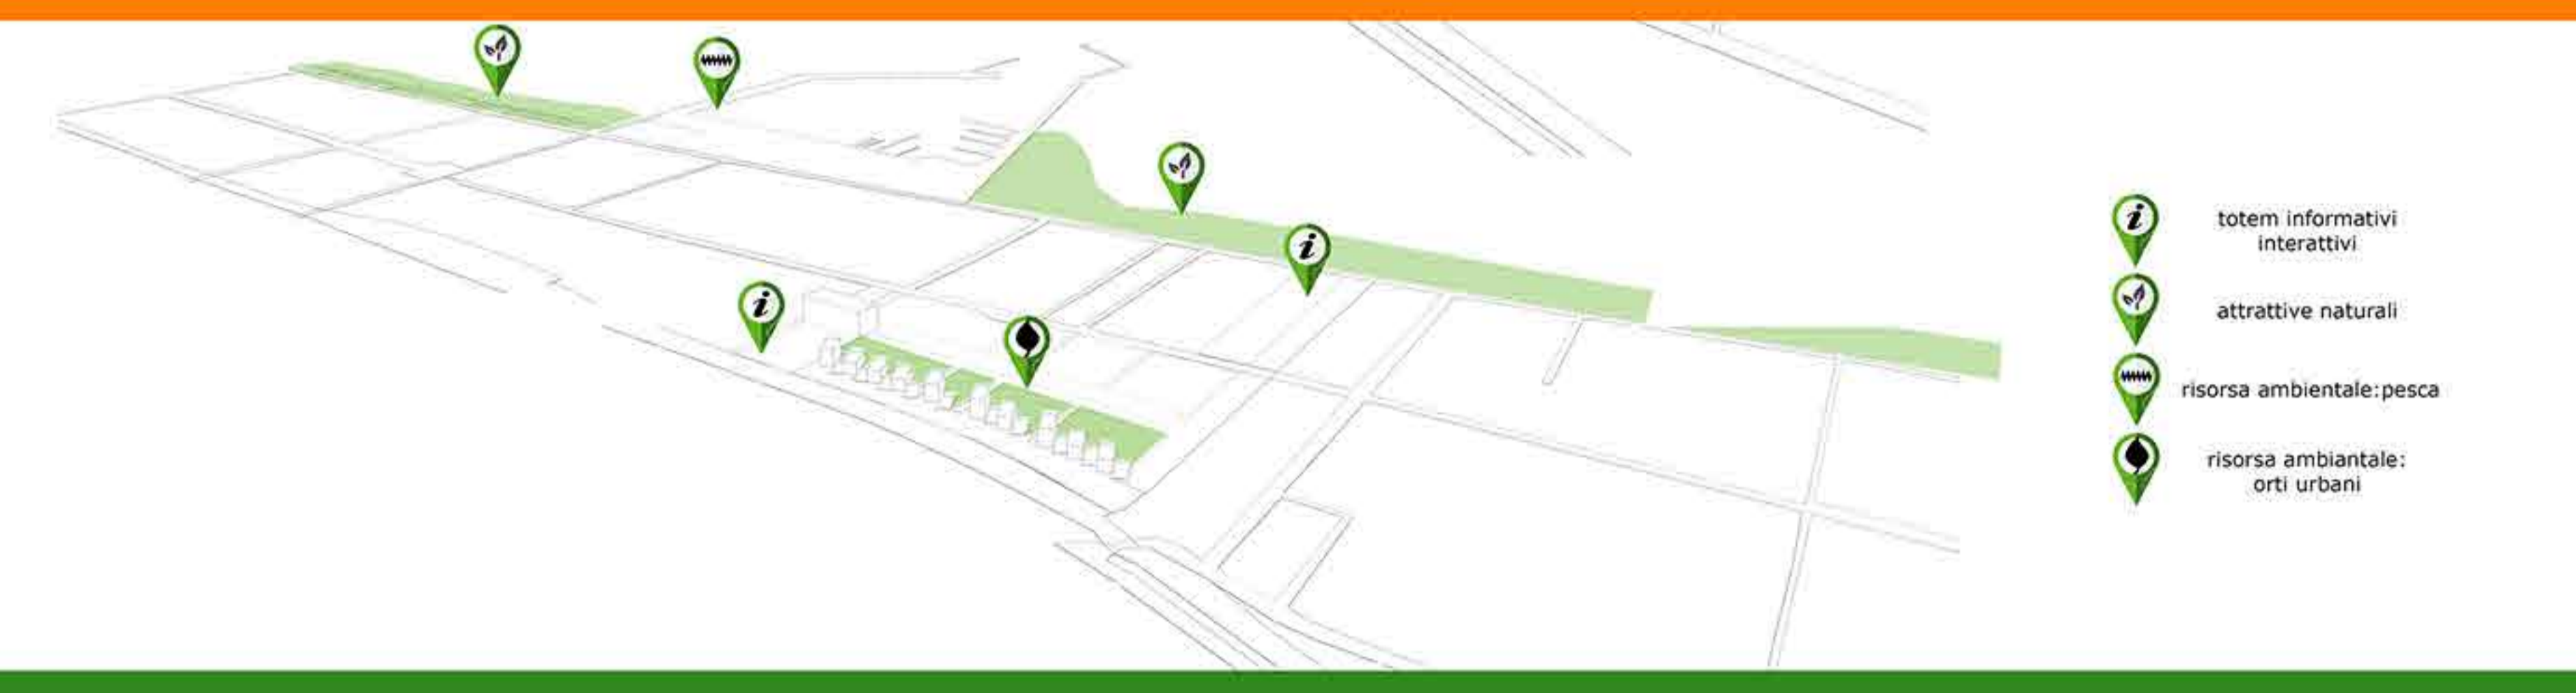 totem informativi
interattivi
attrattive naturali
risorsa ambientale:pesca
risorsa ambiantale:
orti urbani